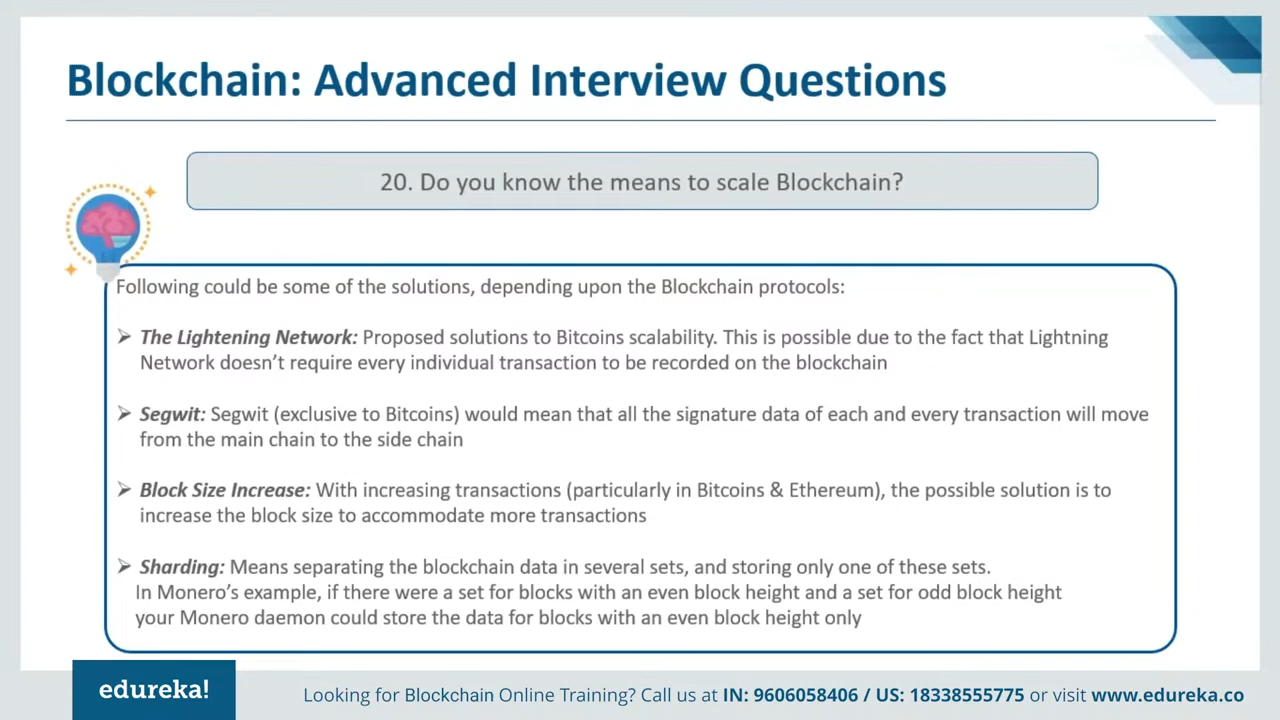 Blockchain: Advanced Interview Questions
20. Do you know the means to scale Blockchain?
Following could be some of the solutions, depending upon the Blockchain protocols:
➢ The Lightening Network: Proposed solutions to Bitcoins scalability. This is possible due to the fact that Lightning
Network doesn't require every individual transaction to be recorded on the blockchain
➢ Segwit: Segwit (exclusive to Bitcoins) would mean that all the signature data of each and every transaction will move
from the main chain to the side chain
➢ Block Size Increase: With increasing transactions (particularly in Bitcoins & Ethereum), the possible solution is to
increase the block size to accommodate more transactions
➢ Sharding: Means separating the blockchain data in several sets, and storing only one of these sets.
In Monero's example, if there were a set for blocks with an even block height and a set for odd block height
your Monero daemon could store the data for blocks with an even block height only
edureka!
Looking for Blockchain Online Training? Call us at IN: 9606058406 / US: 18338555775 or visit www.edureka.co